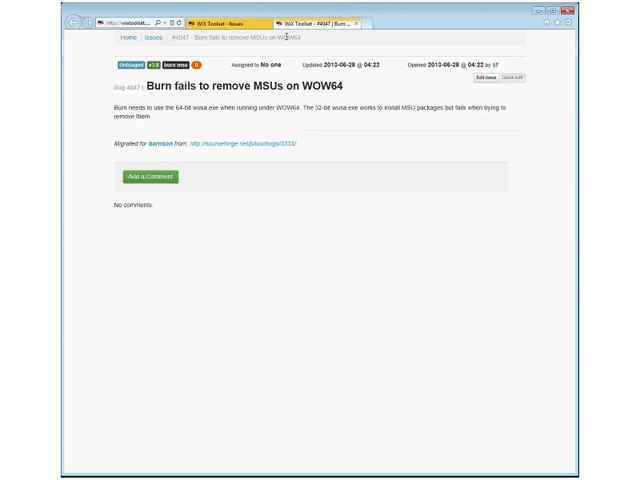 http://wixtoolset....
WiX Toolset - Issues
WiX Toolset - #4047 | Burn ...
Home Issues #4047 - Burn fails to remove MSUs on WOW64
Untriaged v3.8 burn msu 0 Assigned to No one Updated 2013-06-28 @ 04:22 Opened 2013-06-28 @ 04:22 by sf
Edit issue Quick edit
Bug 4047 | Burn fails to remove MSUs on WOW64
Burn needs to use the 64-bit wusa.exe when running under WOW64. The 32-bit wusa.exe works to install MSU packages but fails when trying to
remove them.
Migrated for barnson from: http://sourceforge.net/p/wix/bugs/3333/
Add a Comment
No comments.